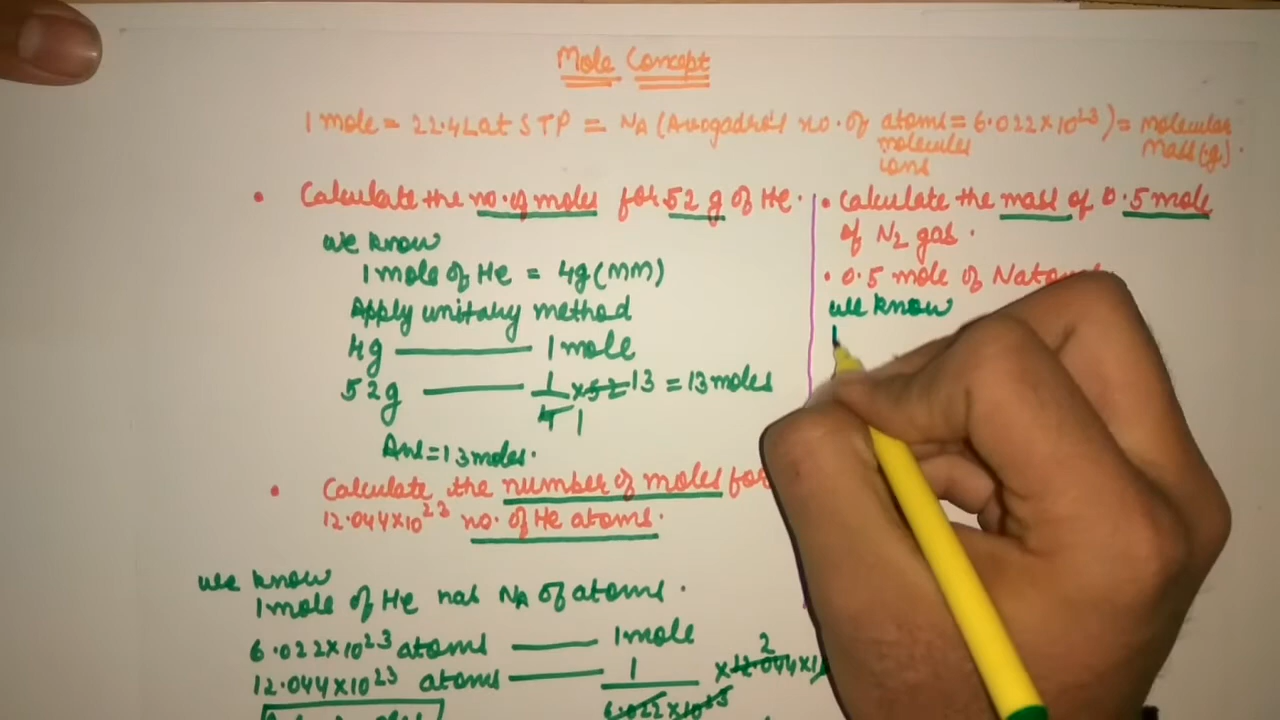 Mole Concept
1 mole = 22.4L at STP = NA (Avogadro's no. of atoms = 6.022×10²³) = molecular
molecules mass(g).
ions
• Calculate the no. of moles for 52 g of He.
we know
1 mole of He = 4g (MM)
Apply unitary method
4g —— 1 mole
52g —— 1/4 × 52 13 = 13 moles
1
Ans = 13 moles.
• Calculate the number of moles for
12.044×10²³ no. of He atoms.
we know
1 mole of He has NA of atoms.
6.022×10²³ atoms —— 1 mole
2
12.044×10²³ atoms —— 1 × 12.044×1
6.022×10²³
• calculate the mass of 0.5 mole
of N₂ gas.
• 0.5 mole of N
we know
1